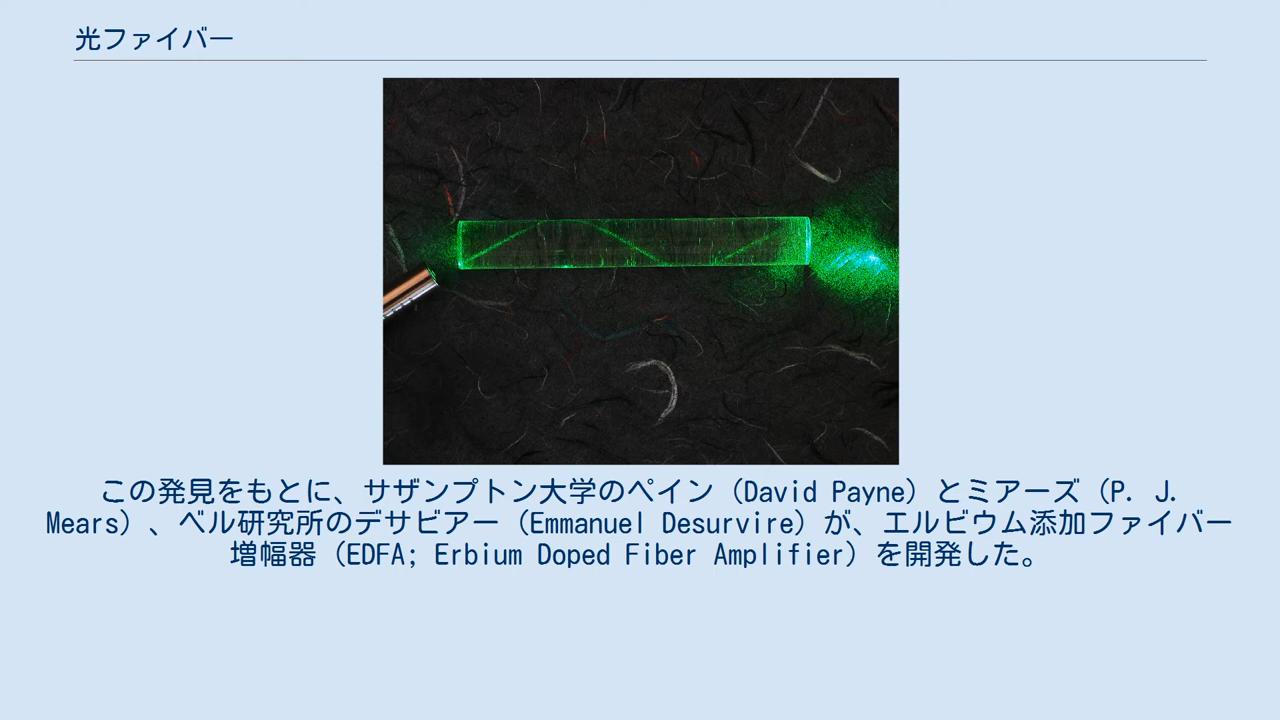 光ファイバー
この発見をもとに、サザンプトン大学のペイン（David Payne）とミアーズ（P. J.
Mears）、ベル研究所のデサビアー（Emmanuel Desurvire）が、エルビウム添加ファイバー
増幅器（EDFA; Erbium Doped Fiber Amplifier）を開発した。